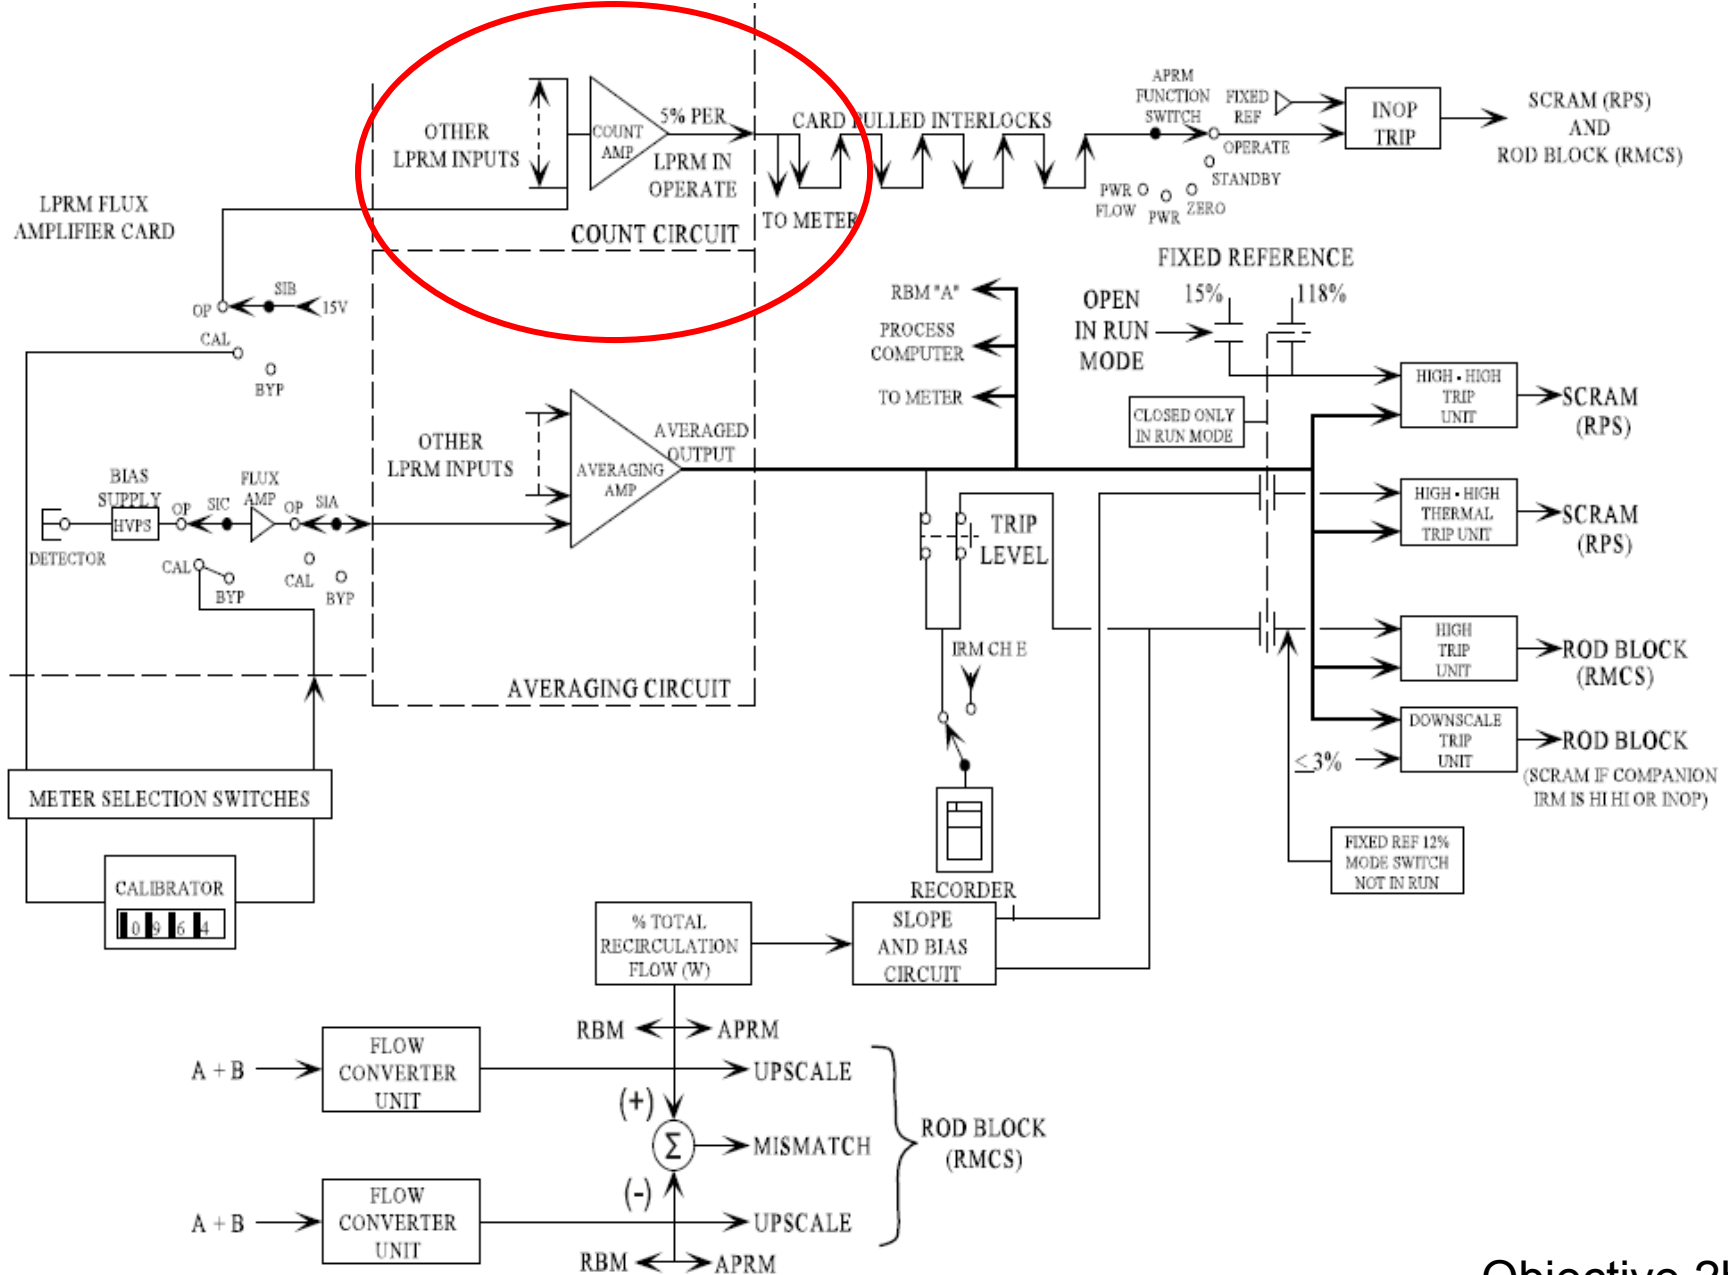 OTHER
LPRM INPUTS
COUNT
AMP
5% PER
LPRM IN
OPERATE
COUNT CIRCUIT
TO METER
CARD PULLED INTERLOCKS
APRM
FUNCTION
SWITCH
FIXED
REF
OPERATE
STANDBY
ZERO
PWR
PWR
FLOW
INOP
TRIP
SCRAM (RPS)
AND
ROD BLOCK (RMCS)
LPRM FLUX
AMPLIFIER CARD
OP
SIB
15V
CAL
BYP
FIXED REFERENCE
15%
118%
OPEN
IN RUN
MODE
RBM "A"
PROCESS
COMPUTER
TO METER
CLOSED ONLY
IN RUN MODE
HIGH - HIGH
TRIP
UNIT
SCRAM
(RPS)
OTHER
LPRM INPUTS
AVERAGING
AMP
AVERAGED
OUTPUT
BIAS
SUPPLY
HVPS
OP
SIC
FLUX
AMP
OP
SIA
DETECTOR
CAL
BYP
CAL
BYP
TRIP
LEVEL
HIGH - HIGH
THERMAL
TRIP UNIT
SCRAM
(RPS)
IRM CH E
HIGH
TRIP
UNIT
ROD BLOCK
(RMCS)
AVERAGING CIRCUIT
DOWNSCALE
TRIP
UNIT
≤ 3%
ROD BLOCK
(SCRAM IF COMPANION
IRM IS HI HI OR INOP)
METER SELECTION SWITCHES
CALIBRATOR
0 9 6 4
RECORDER
FIXED REF 12%
MODE SWITCH
NOT IN RUN
% TOTAL
RECIRCULATION
FLOW (W)
SLOPE
AND BIAS
CIRCUIT
RBM
APRM
A + B
FLOW
CONVERTER
UNIT
UPSCALE
(+)
Σ
MISMATCH
ROD BLOCK
(RMCS)
(-)
A + B
FLOW
CONVERTER
UNIT
UPSCALE
RBM
APRM
Objective